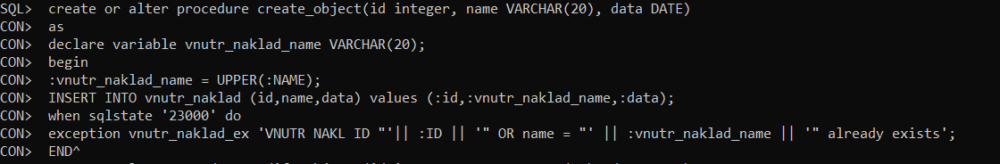 SQL> create or alter procedure create_object(id integer, name VARCHAR(20), data DATE)
CON> as
CON> declare variable vnutr_naklad_name VARCHAR(20);
CON> begin
CON> :vnutr_naklad_name = UPPER(:NAME);
CON> INSERT INTO vnutr_naklad (id,name,data) values (:id,:vnutr_naklad_name,:data);
CON> when sqlstate '23000' do
CON> exception vnutr_naklad_ex 'VNUTR NAKL ID "'|| :ID || '" OR name = "' || :vnutr_naklad_name || '" already exists';
CON> END^